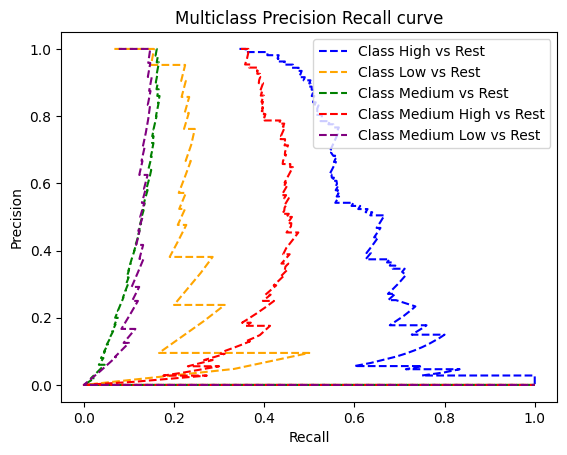 Multiclass Precision Recall curve
Class High vs Rest
Class Low vs Rest
Class Medium vs Rest
Class Medium High vs Rest
Class Medium Low vs Rest
Precision
1.0
0.8
0.6
0.4
0.2
0.0
0.0 0.2 0.4 0.6 0.8 1.0
Recall